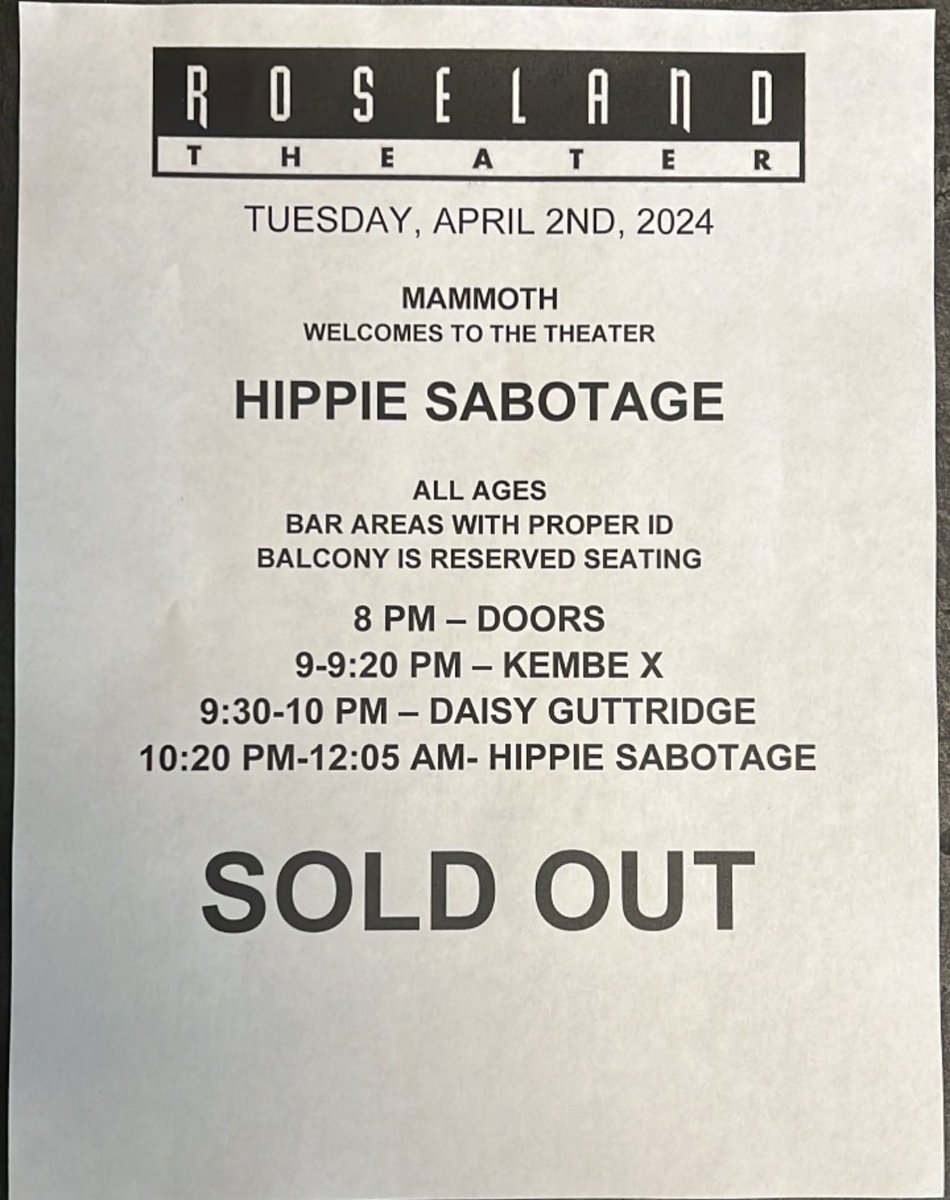 ROSELAND
THEATER
TUESDAY, APRIL 2ND, 2024
MAMMOTH
WELCOMES TO THE THEATER
HIPPIE SABOTAGE
ALL AGES
BAR AREAS WITH PROPER ID
BALCONY IS RESERVED SEATING
8 PM – DOORS
9-9:20 PM – KEMBE X
9:30-10 PM – DAISY GUTTRIDGE
10:20 PM-12:05 AM- HIPPIE SABOTAGE
SOLD OUT